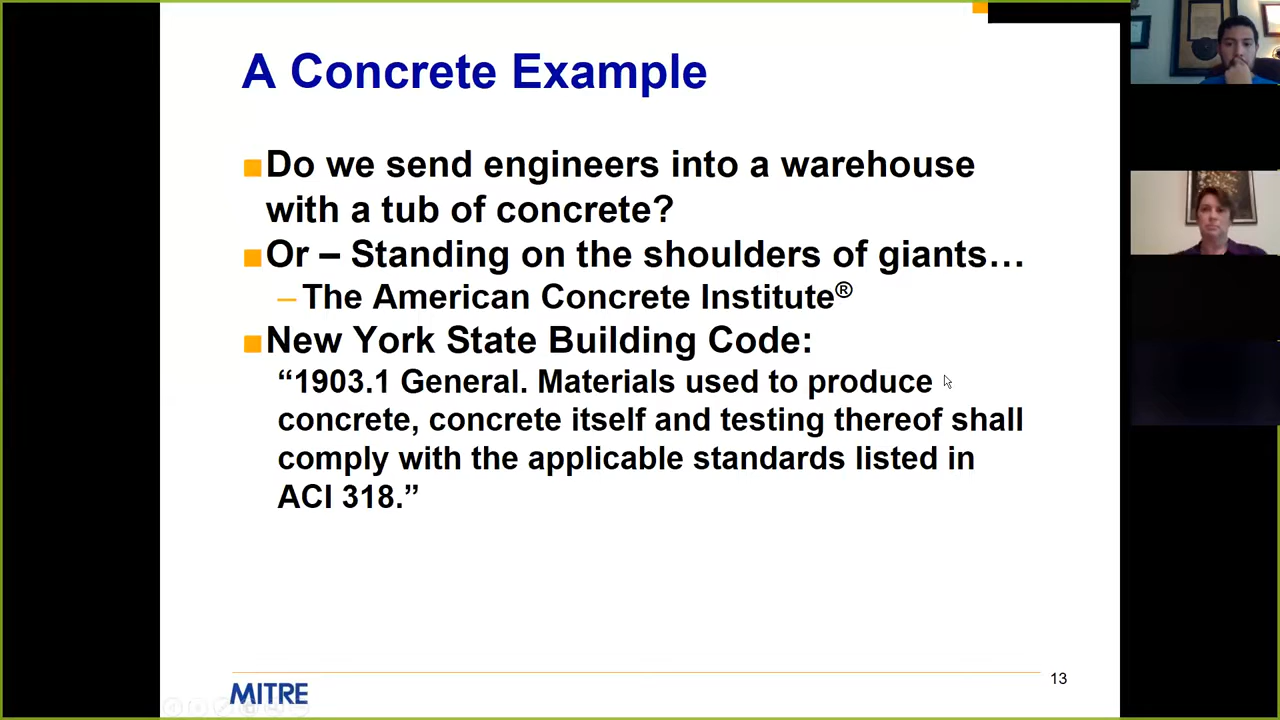 A Concrete Example
Do we send engineers into a warehouse
with a tub of concrete?
Or – Standing on the shoulders of giants…
– The American Concrete Institute®
New York State Building Code:
“1903.1 General. Materials used to produce
concrete, concrete itself and testing thereof shall
comply with the applicable standards listed in
ACI 318.”
MITRE
13